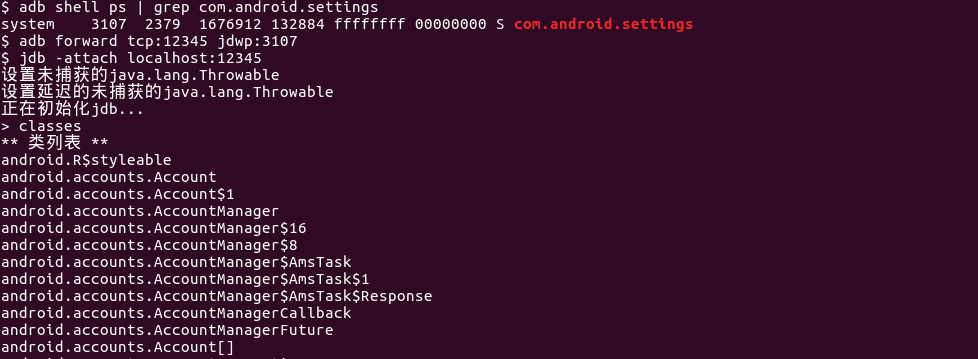 $ adb shell ps | grep com.android.settings
system    3107  2379  1676912 132884 ffffffff 00000000 S com.android.settings
$ adb forward tcp:12345 jdwp:3107
$ jdb -attach localhost:12345
设置未捕获的java.lang.Throwable
设置延迟的未捕获的java.lang.Throwable
正在初始化jdb...
> classes
** 类列表 **
android.R$styleable
android.accounts.Account
android.accounts.Account$1
android.accounts.AccountManager
android.accounts.AccountManager$16
android.accounts.AccountManager$8
android.accounts.AccountManager$AmsTask
android.accounts.AccountManager$AmsTask$1
android.accounts.AccountManager$AmsTask$Response
android.accounts.AccountManagerCallback
android.accounts.AccountManagerFuture
android.accounts.Account[]